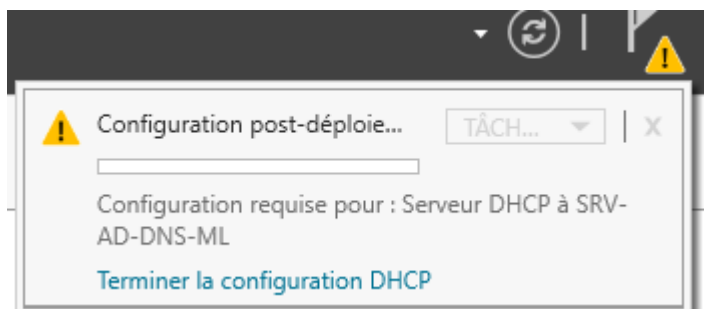 Configuration post-déploie...
TÂCH...
X
Configuration requise pour : Serveur DHCP à SRV-
AD-DNS-ML
Terminer la configuration DHCP